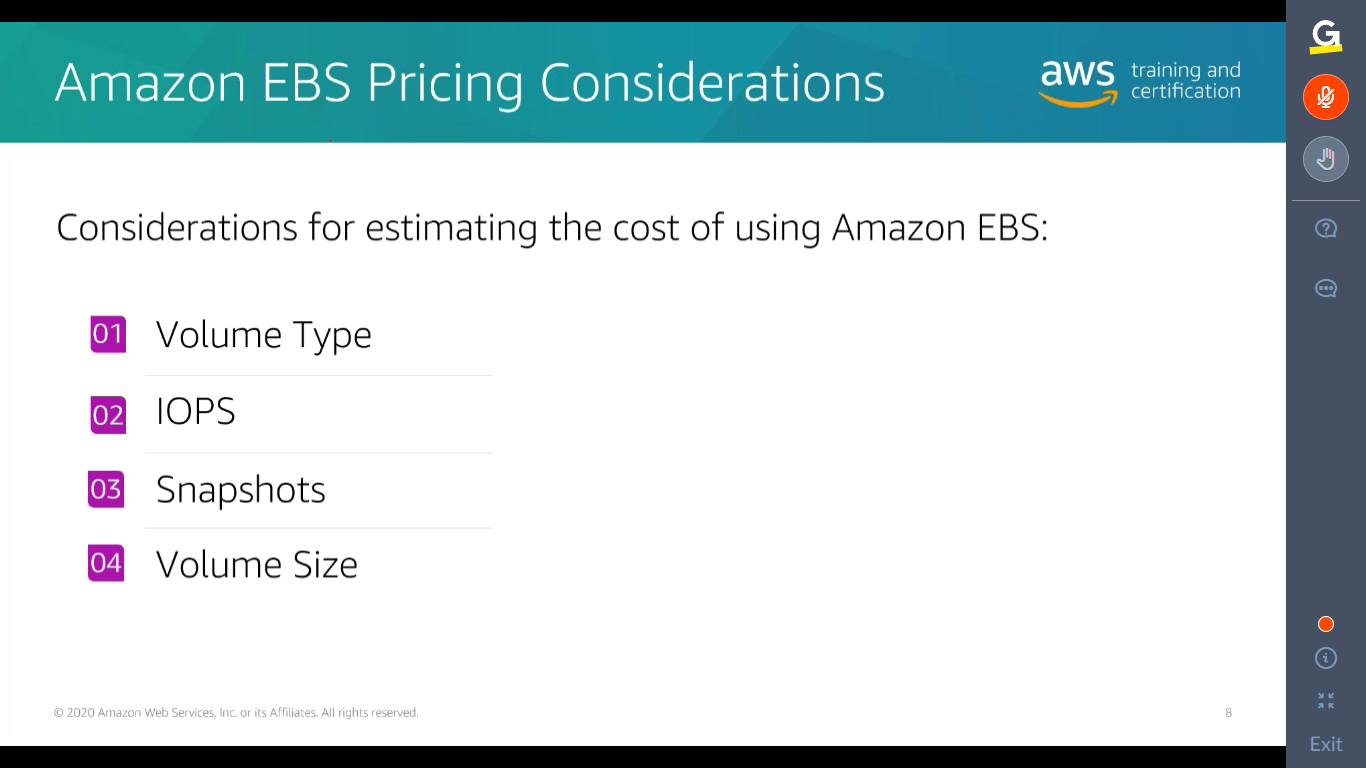 Amazon EBS Pricing Considerations
aws training and
certification
Considerations for estimating the cost of using Amazon EBS:
01 Volume Type
02 IOPS
03 Snapshots
04 Volume Size
© 2020 Amazon Web Services, Inc. or its Affiliates. All rights reserved.
8
G
?
i
Exit